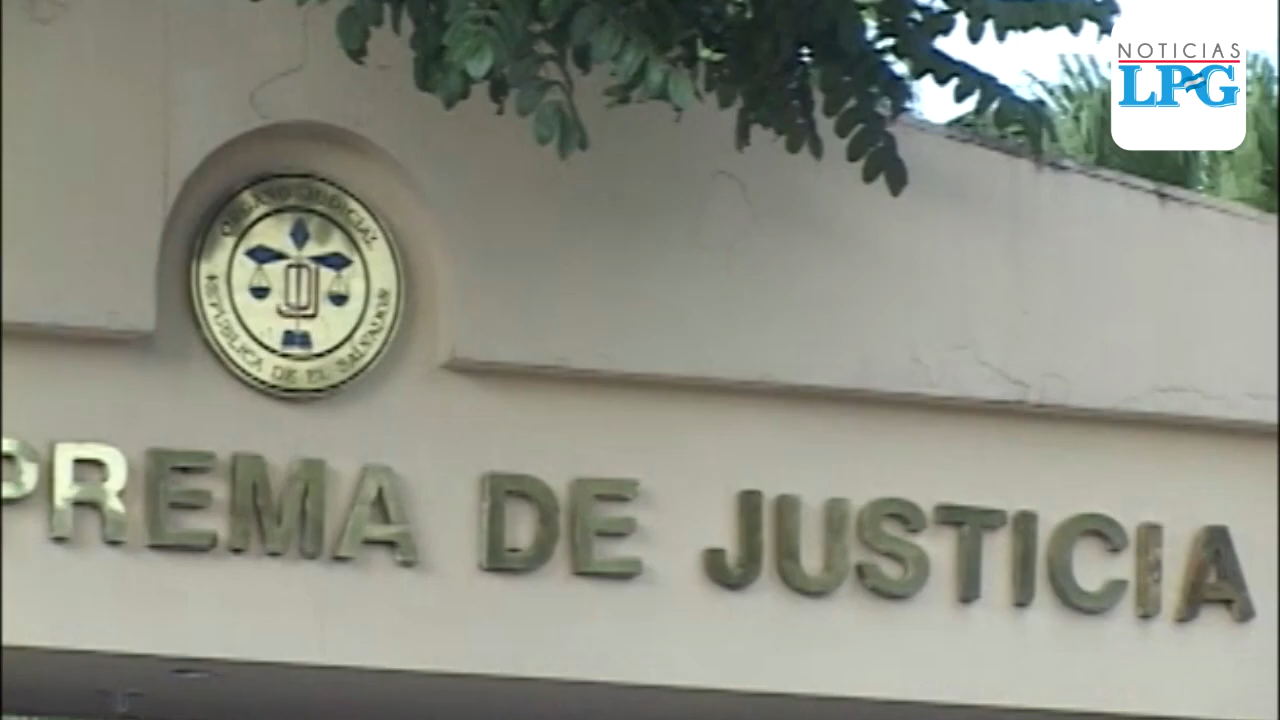 NOTICIAS
LPG
ORGANO JUDICIAL
REPUBLICA DE EL SALVADOR
PREMA DE JUSTICIA